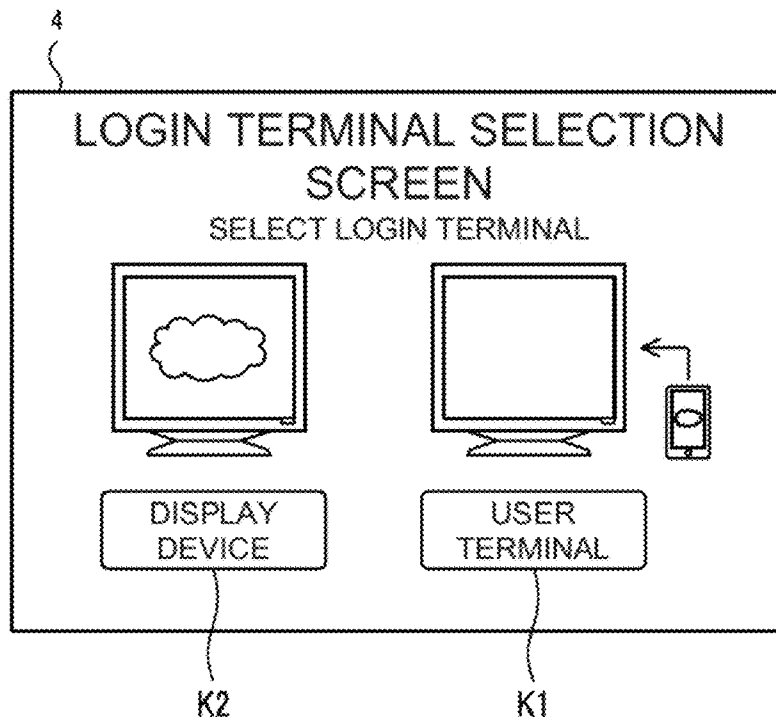 4
LOGIN TERMINAL SELECTION
SCREEN
SELECT LOGIN TERMINAL
DISPLAY
DEVICE
USER
TERMINAL
K2
K1